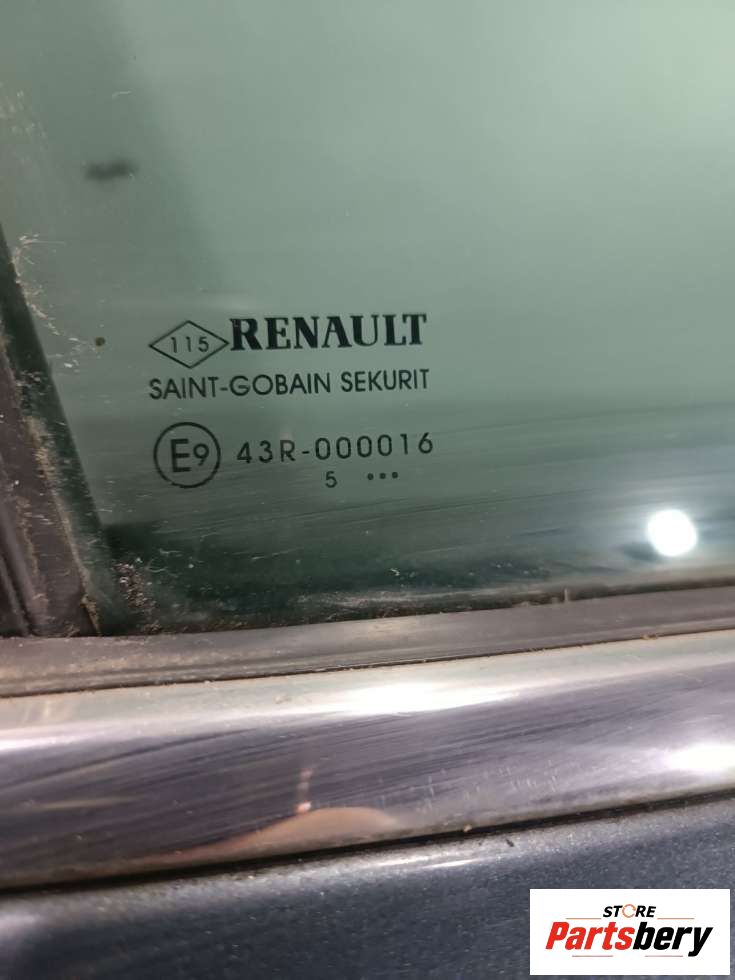 115 RENAULT
SAINT-GOBAIN SEKURIT
E9 43R-000016
5 •••
STORE
Partsbery